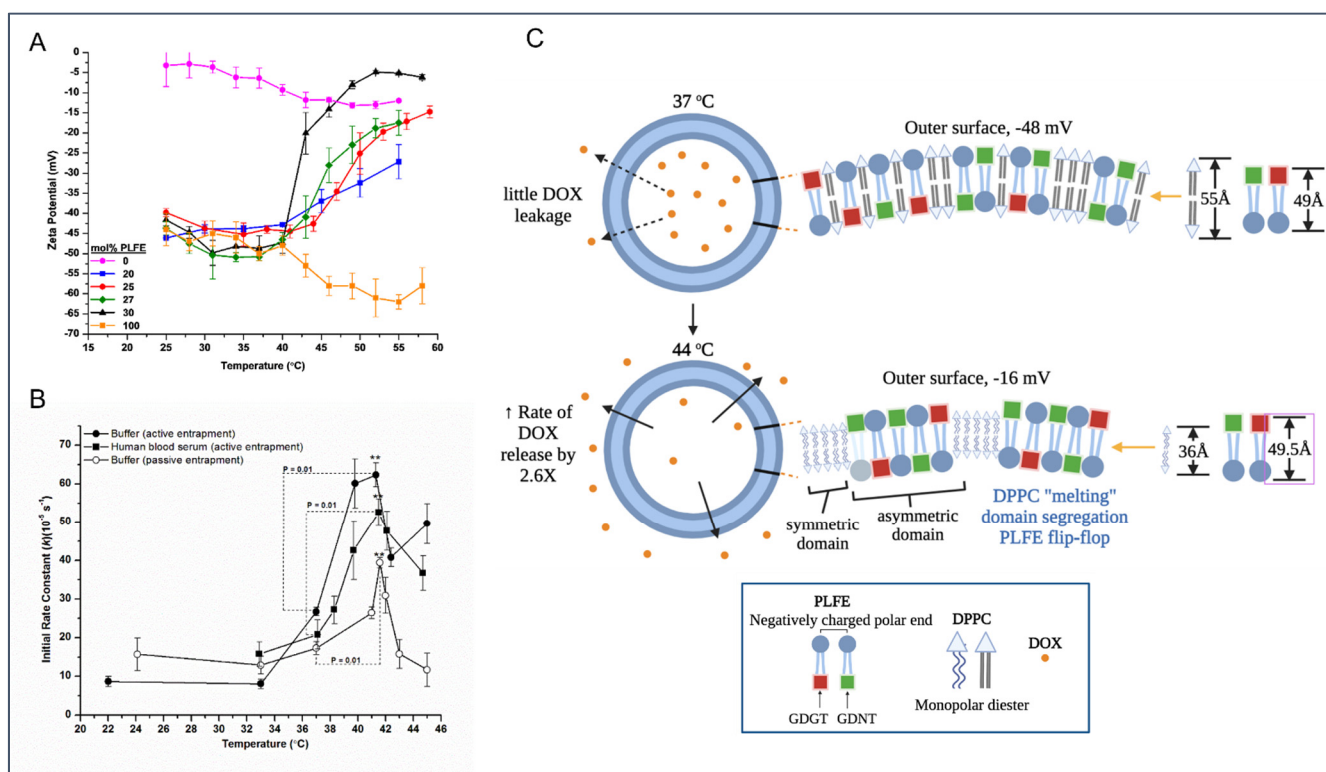 A
0
-5
-10
-15
-20
-25
-30
-35
-40
-45
-50
-55
-60
-65
-70
Zeta Potential (mV)
mol% PLFE
0
20
25
27
30
100
15 20 25 30 35 40 45 50 55 60
Temperature (°C)
B
Buffer (active entrapment)
Human blood serum (active entrapment)
Buffer (passive entrapment)
70
60
50
40
30
20
10
0
Initial Rate Constant (k)(10⁻⁵ s⁻¹)
P = 0.01
P = 0.01
P = 0.01
**
**
**
20 22 24 26 28 30 32 34 36 38 40 42 44 46
Temperature (°C)
C
37 °C
little DOX
leakage
Outer surface, -48 mV
55Å
49Å
44 °C
↑ Rate of
DOX
release by
2.6X
Outer surface, -16 mV
36Å
49.5Å
symmetric
domain
asymmetric
domain
DPPC "melting"
domain segregation
PLFE flip-flop
PLFE
Negatively charged polar end
GDGT
GDNT
DPPC
Monopolar diester
DOX